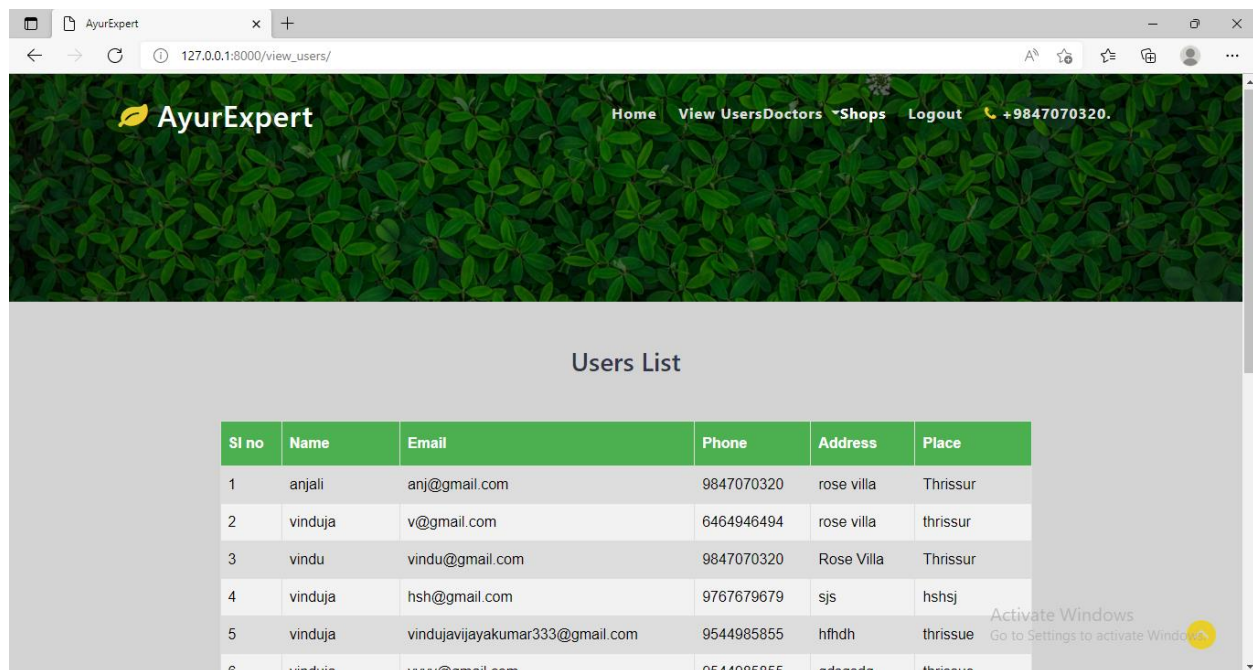 AyurExpert
127.0.0.1:8000/view_users/
AyurExpert Home View UsersDoctors Shops Logout +9847070320.
Users List
Sl no Name Email Phone Address Place
1 anjali anj@gmail.com 9847070320 rose villa Thrissur
2 vinduja v@gmail.com 6464946494 rose villa thrissur
3 vindu vindu@gmail.com 9847070320 Rose Villa Thrissur
4 vinduja hsh@gmail.com 9767679679 sjs hshsj
5 vinduja vindujavijayakumar333@gmail.com 9544985855 hfhdh thrissue
Activate Windows
Go to Settings to activate Windows.